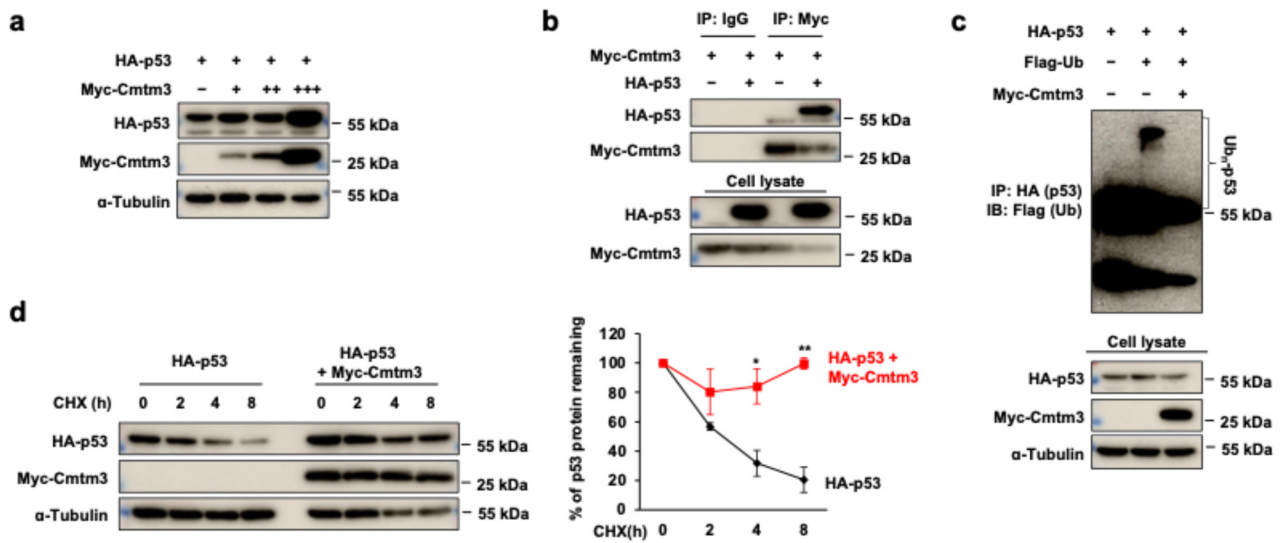 a
HA-p53 + + + +
Myc-Cmtm3 − + ++ +++
HA-p53 − 55 kDa
Myc-Cmtm3 − 25 kDa
α-Tubulin − 55 kDa
b
IP: IgG IP: Myc
Myc-Cmtm3 + + + +
HA-p53 − + − +
HA-p53 − 55 kDa
Myc-Cmtm3 − 25 kDa
Cell lysate
HA-p53 − 55 kDa
Myc-Cmtm3 − 25 kDa
c
HA-p53 + + +
Flag-Ub − + +
Myc-Cmtm3 − − +
Ubn-p53
IP: HA (p53)
IB: Flag (Ub)
− 55 kDa
Cell lysate
HA-p53 − 55 kDa
Myc-Cmtm3 − 25 kDa
α-Tubulin − 55 kDa
d
HA-p53 HA-p53
+ Myc-Cmtm3
CHX (h) 0 2 4 8 0 2 4 8
HA-p53 − 55 kDa
Myc-Cmtm3 − 25 kDa
α-Tubulin − 55 kDa
% of p53 protein remaining
120
100
80
60
40
20
0
* **
HA-p53 +
Myc-Cmtm3
HA-p53
CHX(h) 0 2 4 8